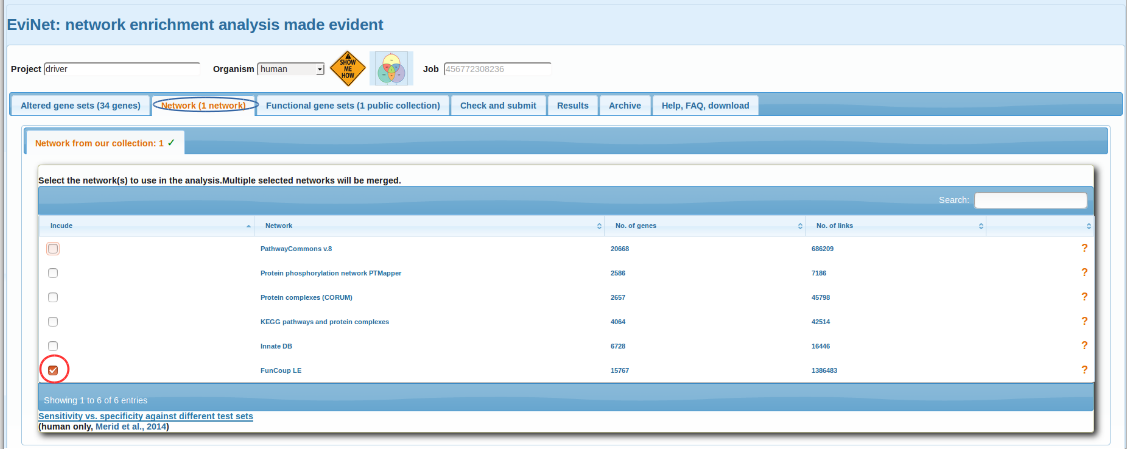 EviNet: network enrichment analysis made evident
Project driver Organism human SHOW ME HOW Job 456772308236
Altered gene sets (34 genes) Network (1 network) Functional gene sets (1 public collection) Check and submit Results Archive Help, FAQ, download
Network from our collection: 1 ✓
Select the network(s) to use in the analysis.Multiple selected networks will be merged.
Search:
Incude Network No. of genes No. of links
PathwayCommons v.8 20668 686209 ?
Protein phosphorylation network PTMapper 2586 7186 ?
Protein complexes (CORUM) 2657 45798 ?
KEGG pathways and protein complexes 4064 42514 ?
Innate DB 6728 16446 ?
FunCoup LE 15767 1386483 ?
Showing 1 to 6 of 6 entries
Sensitivity vs. specificity against different test sets
(human only, Merid et al., 2014)